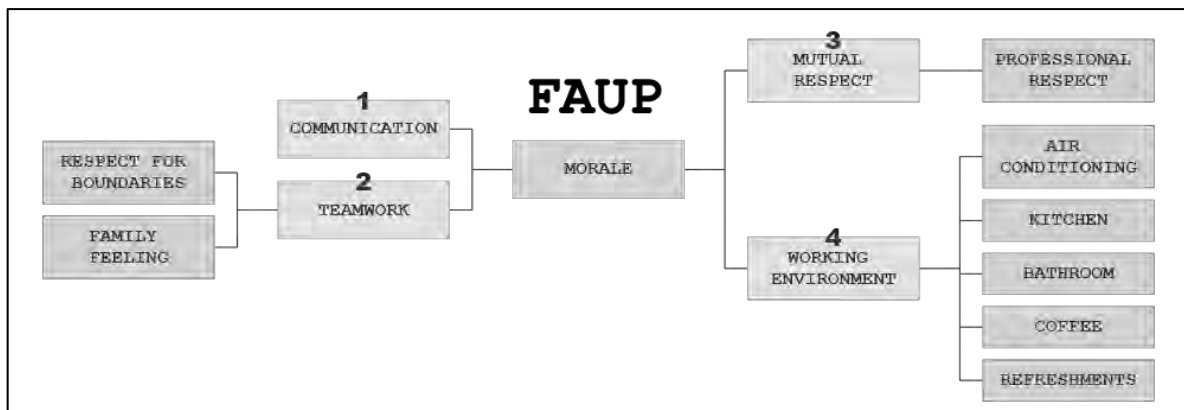 FAUP
1
COMMUNICATION
2
TEAMWORK
RESPECT FOR
BOUNDARIES
FAMILY
FEELING
MORALE
3
MUTUAL
RESPECT
PROFESSIONAL
RESPECT
4
WORKING
ENVIRONMENT
AIR
CONDITIONING
KITCHEN
BATHROOM
COFFEE
REFRESHMENTS